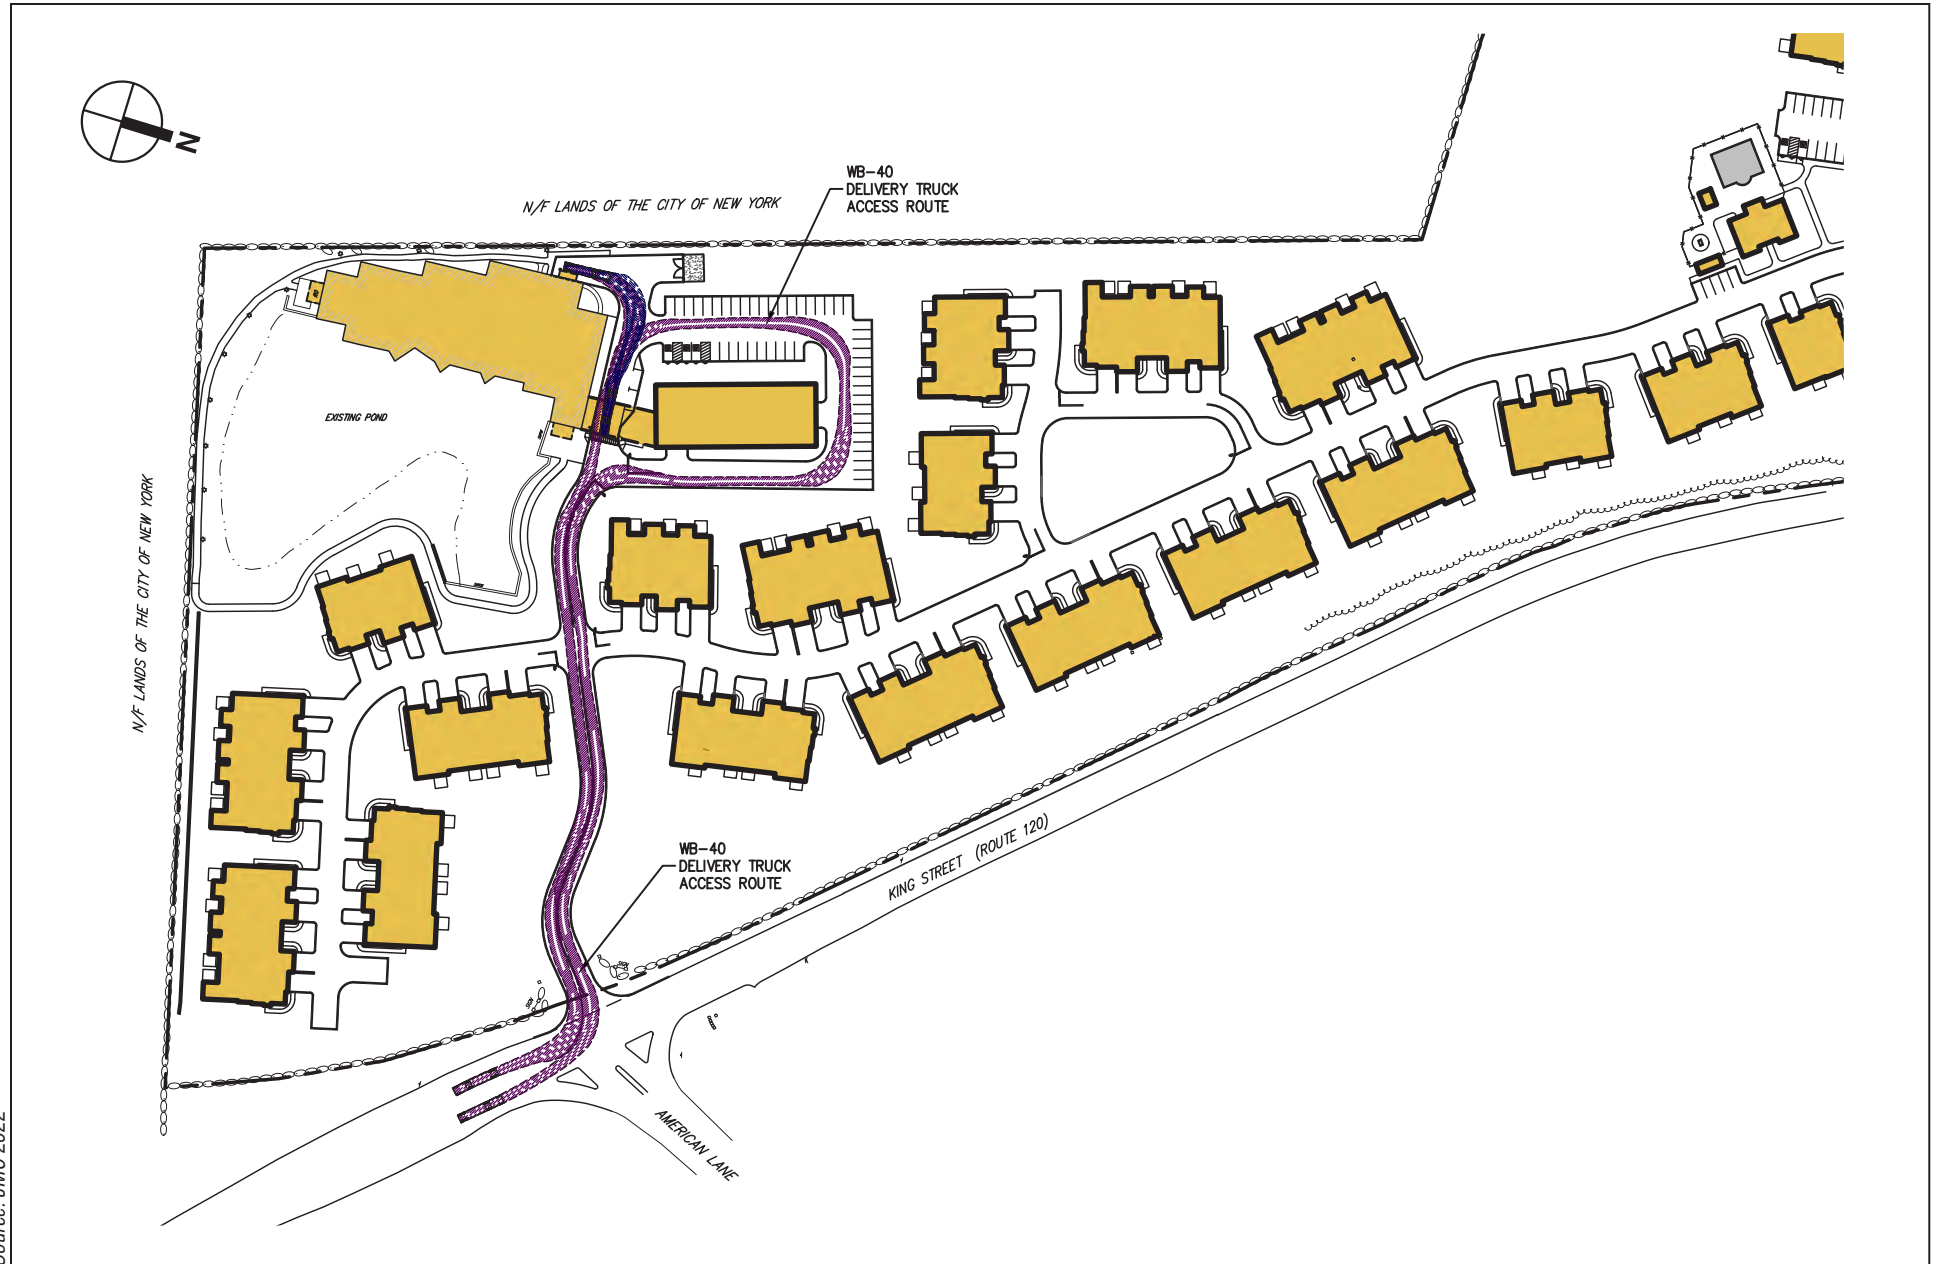 N
WB-40
DELIVERY TRUCK
ACCESS ROUTE
N/F LANDS OF THE CITY OF NEW YORK
EXISTING POND
N/F LANDS OF THE CITY OF NEW YORK
WB-40
DELIVERY TRUCK
ACCESS ROUTE
KING STREET (ROUTE 120)
AMERICAN LANE